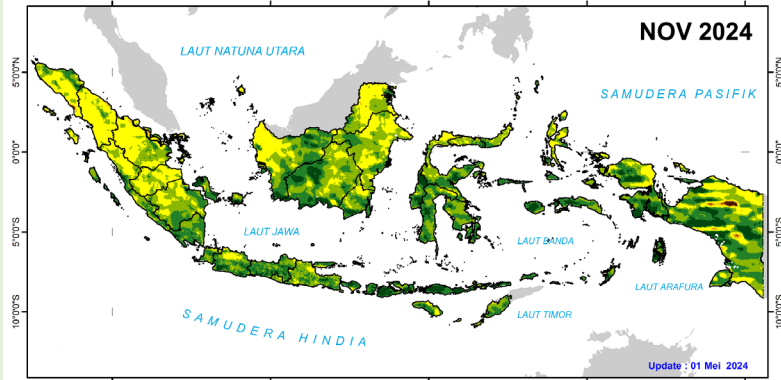 NOV 2024
LAUT NATUNA UTARA
SAMUDERA PASIFIK
5°0'0"N
5°0'0"N
0°0'0"
0°0'0"
LAUT JAWA
LAUT BANDA
5°0'0"S
5°0'0"S
LAUT ARAFURA
SAMUDERA HINDIA
LAUT TIMOR
10°0'0"S
10°0'0"S
Update : 01 Mei 2024